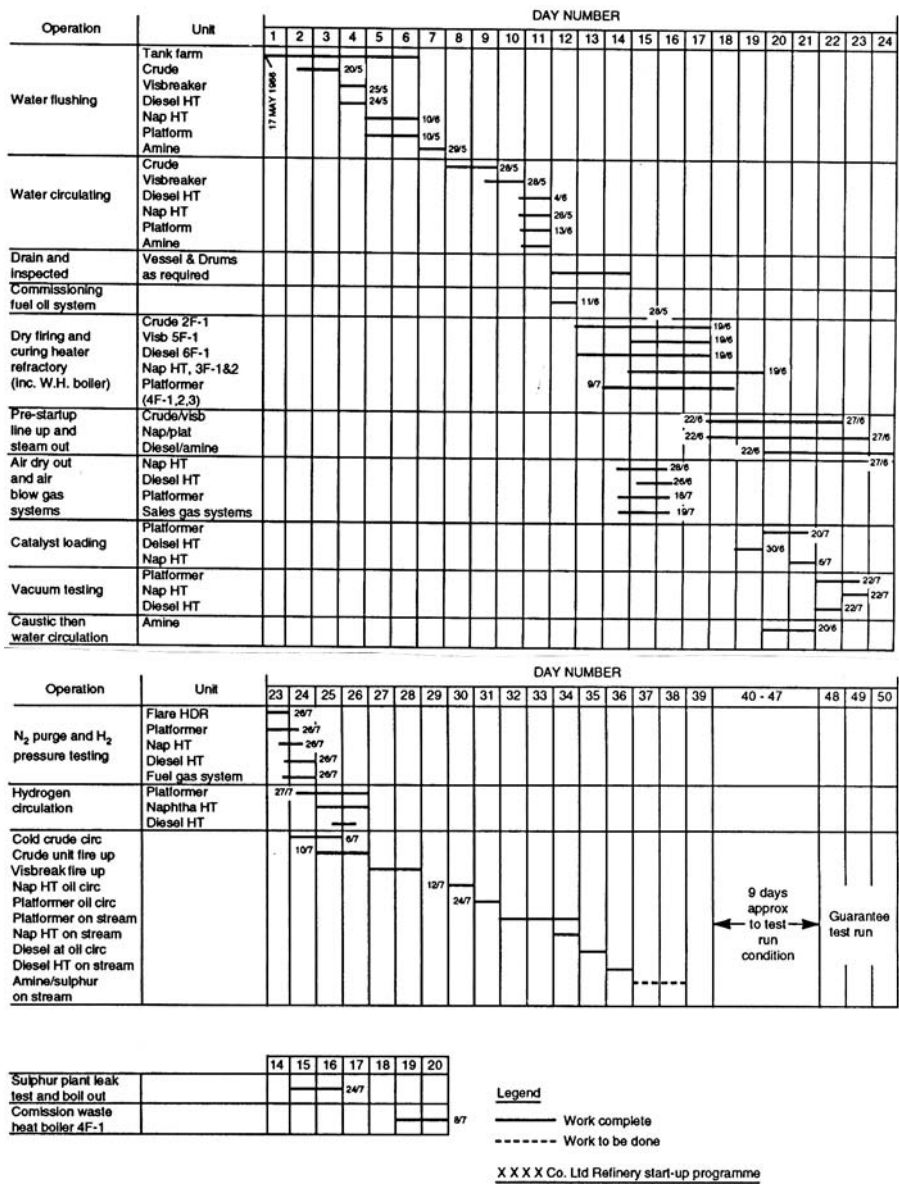 DAY NUMBER
Operation Unit 1 2 3 4 5 6 7 8 9 10 11 12 13 15 16 17 18 19 20 21 22 23 24
Water flushing
17 MAY 1966
Tank farm
Crude 20/5
Visbreaker 25/5
Diesel HT 24/5
Nap HT 10/6
Platform 10/5
Amine 29/5
Water circulating
Crude 28/5
Visbreaker 28/5
Diesel HT 4/6
Nap HT 26/5
Platform 13/6
Amine
Drain and Vessel & Drums
inspected as required
Commissioning
fuel oil system 11/6
28/5
Dry firing and
curing heater
refractory
(inc. W.H. boiler)
Crude 2F-1 19/6
Visb 5F-1 19/6
Diesel 6F-1 19/6
Nap HT, 3F-1&2 19/6
Platformer 9/7
(4F-1,2,3)
Pre-startup
line up and
steam out
Crude/visb 22/6 27/6
Nap/plat 22/6 27/6
Diesel/amine 22/6 27/6
Air dry out
and air
blow gas
systems
Nap HT 28/6
Diesel HT 26/6
Platformer 16/7
Sales gas systems 19/7
Catalyst loading
Platformer 20/7
Deisel HT 30/6
Nap HT 6/7
Vacuum testing
Platformer 22/7
Nap HT 22/7
Diesel HT 22/7
Caustic then Amine
water circulation 20/6
DAY NUMBER
Operation Unit 23 24 25 26 27 28 29 30 31 32 33 34 35 36 37 38 39 40 - 47 48 49 50
N2 purge and H2
pressure testing
Flare HDR 26/7
Platformer 26/7
Nap HT 26/7
Diesel HT 26/7
Fuel gas system 26/7
Hydrogen
circulation
Platformer 27/7
Naphtha HT
Diesel HT
Cold crude circ 6/7
Crude unit fire up 10/7
Visbreak fire up
Nap HT oil circ 12/7
Platformer oil circ 24/7
Platformer on stream
Nap HT on stream
Diesel at oil circ
Diesel HT on stream
Amine/sulphur
on stream
9 days
approx
to test
run
condition
Guarantee
test run
14 15 16 17 18 19 20
Sulphur plant leak
test and boil out 24/7
Comission waste
heat boiler 4F-1 8/7
Legend
Work complete
Work to be done
X X X X Co. Ltd Refinery start-up programme